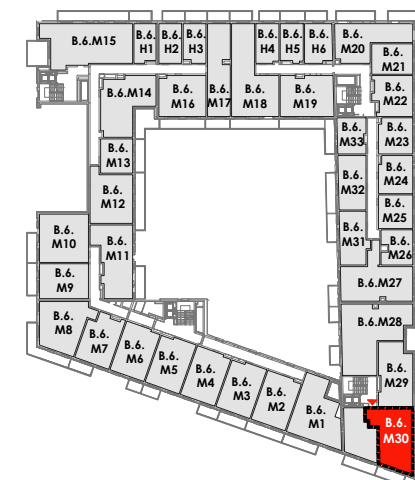 B.6.M15
B.6.
H1
B.6.
H2
B.6.
H3
B.6.
M17
B.6.
M18
B.6.
H4
B.6.
H5
B.6.
H6
B.6.
M20
B.6.
M21
B.6.
M22
B.6.M14
B.6.
M16
B.6.
M19
B.6.
M33
B.6.
M23
B.6.
M13
B.6.
M32
B.6.
M24
B.6.
M12
B.6.
M25
B.6.
M10
B.6.
M11
B.6.
M31
B.6.
M26
B.6.
M9
B.6.M27
B.6.
M8
B.6.
M7
B.6.
M6
B.6.
M5
B.6.
M4
B.6.
M3
B.6.
M2
B.6.
M1
B.6.M28
B.6.
M29
B.6.
M30